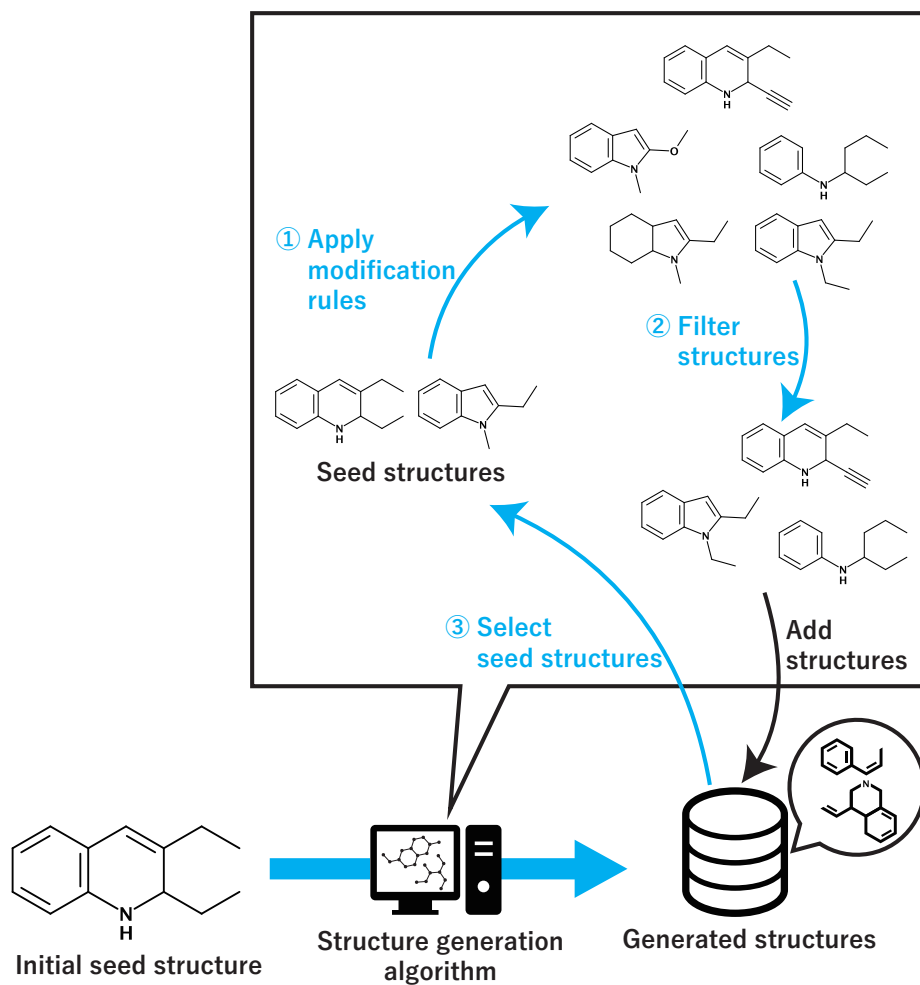 N
H
O
N
N
H
N
N
① Apply
modification
rules
② Filter
structures
N
H
N
Seed structures
N
H
N
N
H
③ Select
seed structures
Add
structures
N
N
H
Initial seed structure
Structure generation
algorithm
Generated structures